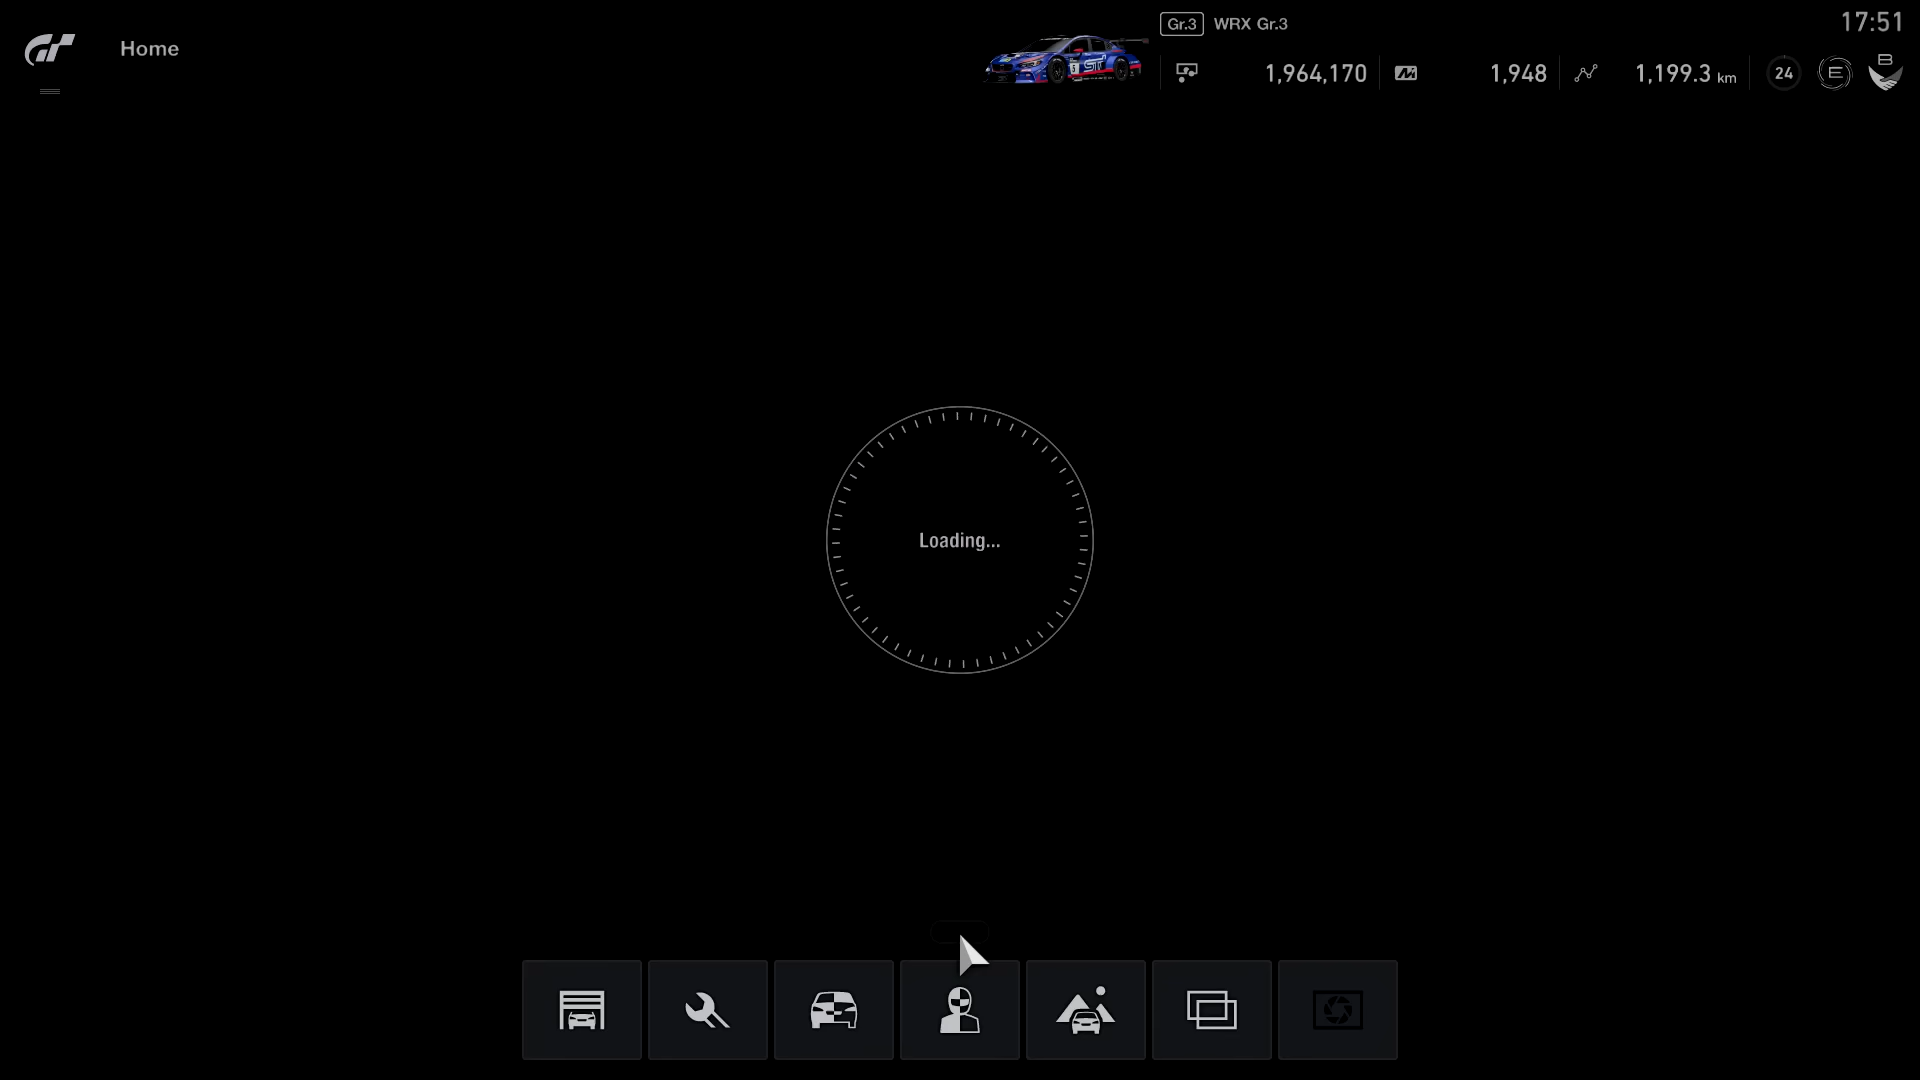 Gr.3 WRX Gr.3
17:51
Home
1,964,170
1,948
1,199.3 km
24
E
B
STI
Loading...